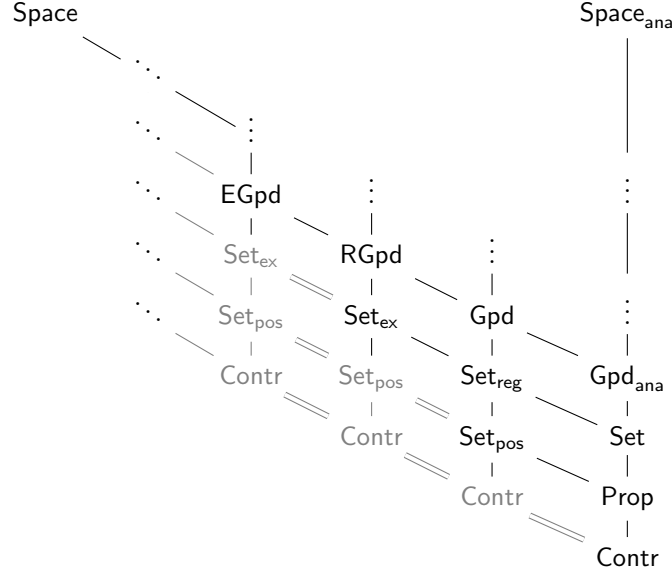 Space Space_ana
EGpd
Set_ex RGpd
Set_pos Set_ex Gpd
Contr Set_pos Set_reg Gpd_ana
Contr Set_pos Set
Contr Prop
Contr